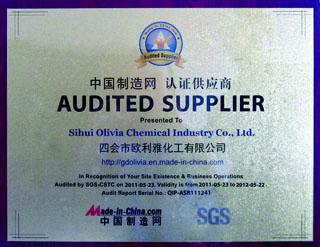 Audited Supplier
中国制造网 认证供应商
AUDITED SUPPLIER
Presented To
Sihui Olivia Chemical Industry Co., Ltd.
四会市欧利雅化工有限公司
http://gdolivia.en.made-in-china.com
In Recognition of Your Site Existence & Business Operations
Audited by SGS-CSTC on 2011-05-23. Validity is from 2011-05-23 to 2012-05-22
Audit Report Serial No.: QIP-ASR111241
Made-in-China.com
中国制造网
SGS